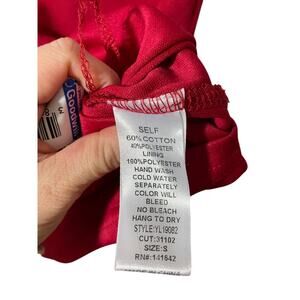 Goodwill
SELF
60%COTTON
40%POLYESTER
LINING
100%POLYESTER
HAND WASH
COLD WATER
SEPARATELY
COLOR WILL
BLEED
NO BLEACH
HANG TO DRY
STYLE:YL19082
CUT:31102
SIZE:S
RN#:141642